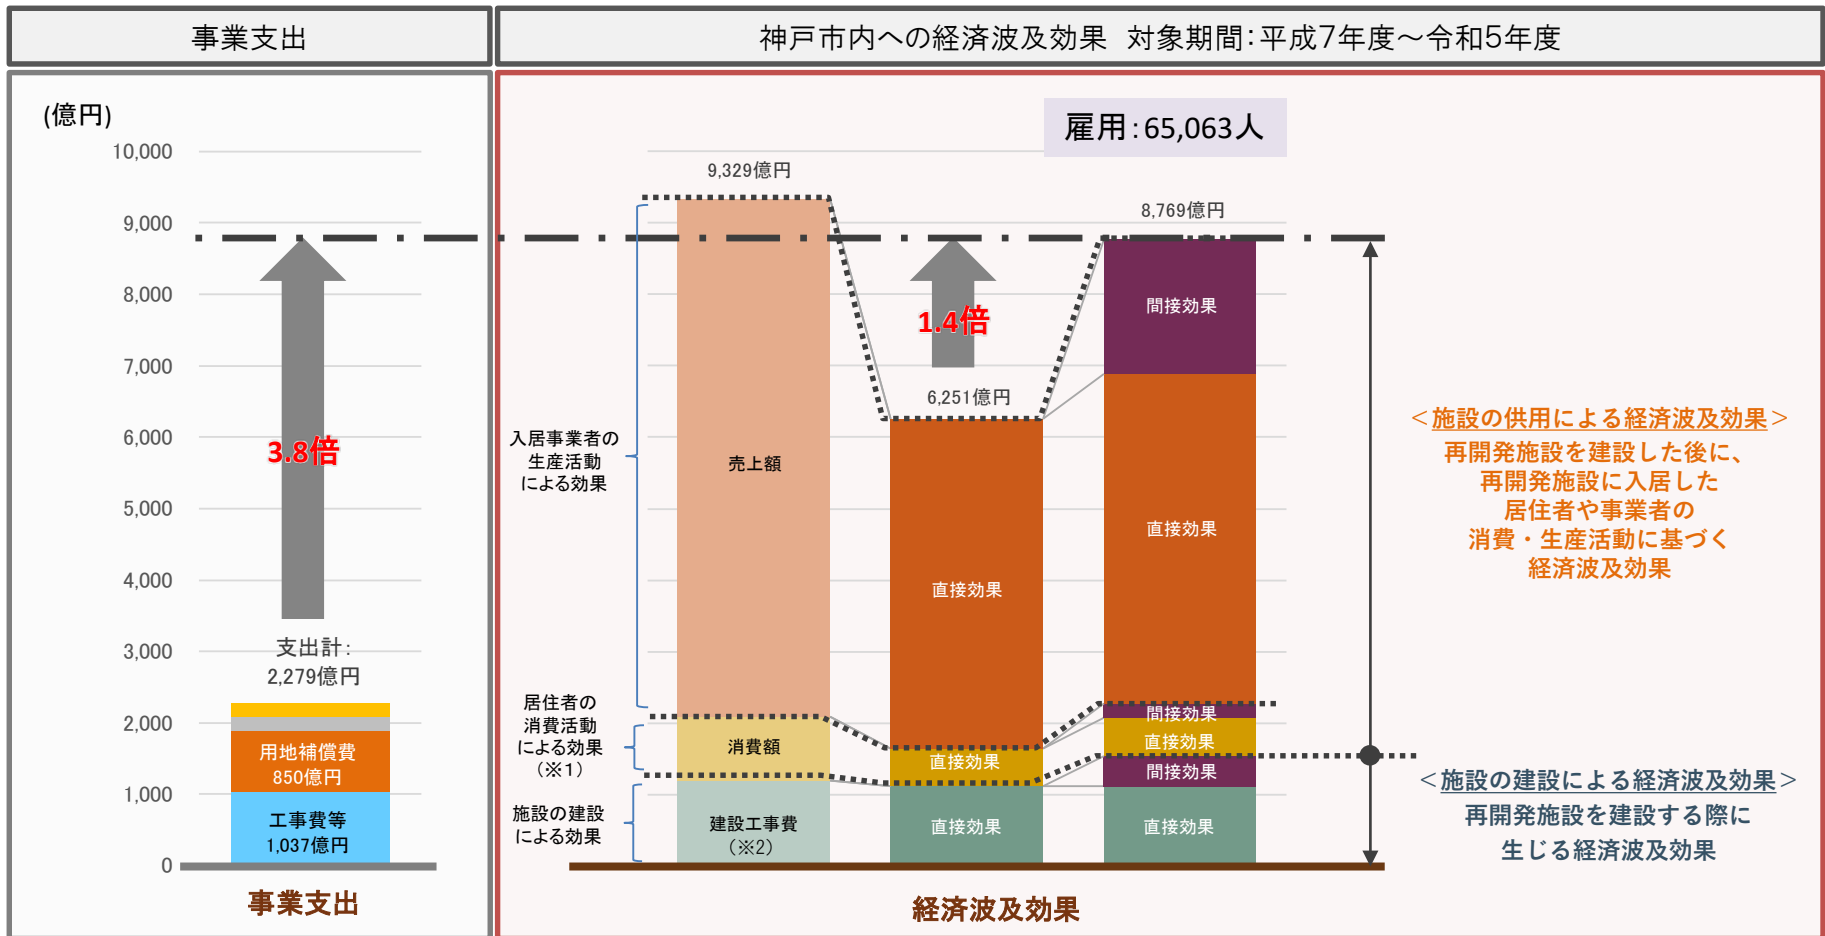 事業支出
神戸市内への経済波及効果 対象期間：平成7年度～令和5年度
(億円)
10,000
9,000
8,000
7,000
6,000
5,000
4,000
3,000
2,000
1,000
0
3.8倍
支出計：
2,279億円
用地補償費
850億円
工事費等
1,037億円
事業支出
雇用：65,063人
9,329億円
8,769億円
1.4倍
6,251億円
入居事業者の
生産活動
による効果
居住者の
消費活動
による効果
（※1）
施設の建設
による効果
売上額
消費額
建設工事費
（※2）
直接効果
直接効果
直接効果
間接効果
直接効果
間接効果
直接効果
間接効果
直接効果
経済波及効果
＜施設の供用による経済波及効果＞
再開発施設を建設した後に、
再開発施設に入居した
居住者や事業者の
消費・生産活動に基づく
経済波及効果
＜施設の建設による経済波及効果＞
再開発施設を建設する際に
生じる経済波及効果